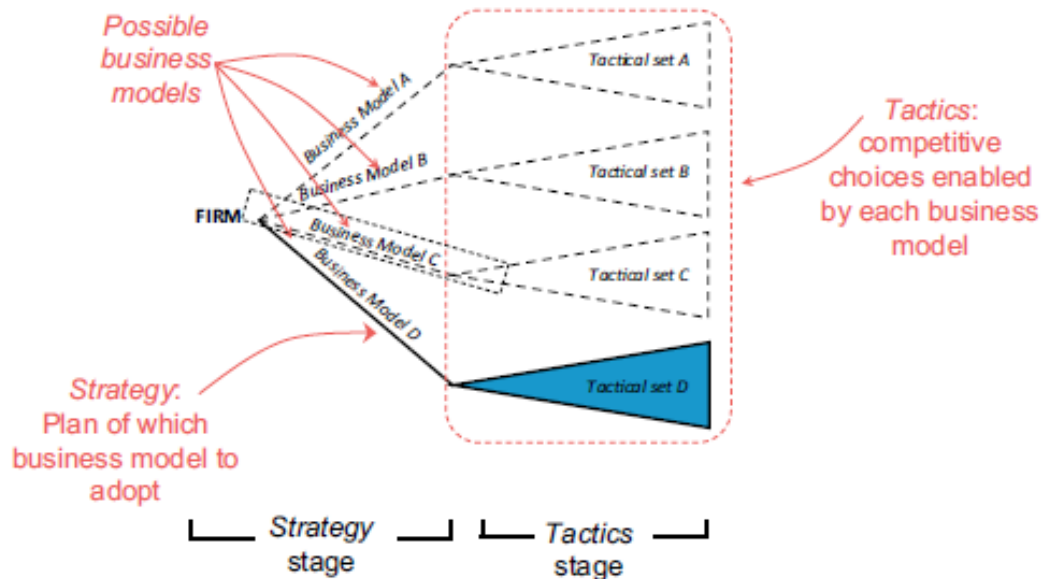 Possible
business
models
Business Model A
Tactical set A
Tactics:
competitive
choices enabled
by each business
model
Business Model B
Tactical set B
FIRM
Business Model C
Tactical set C
Business Model D
Tactical set D
Strategy:
Plan of which
business model to
adopt
Strategy
stage
Tactics
stage